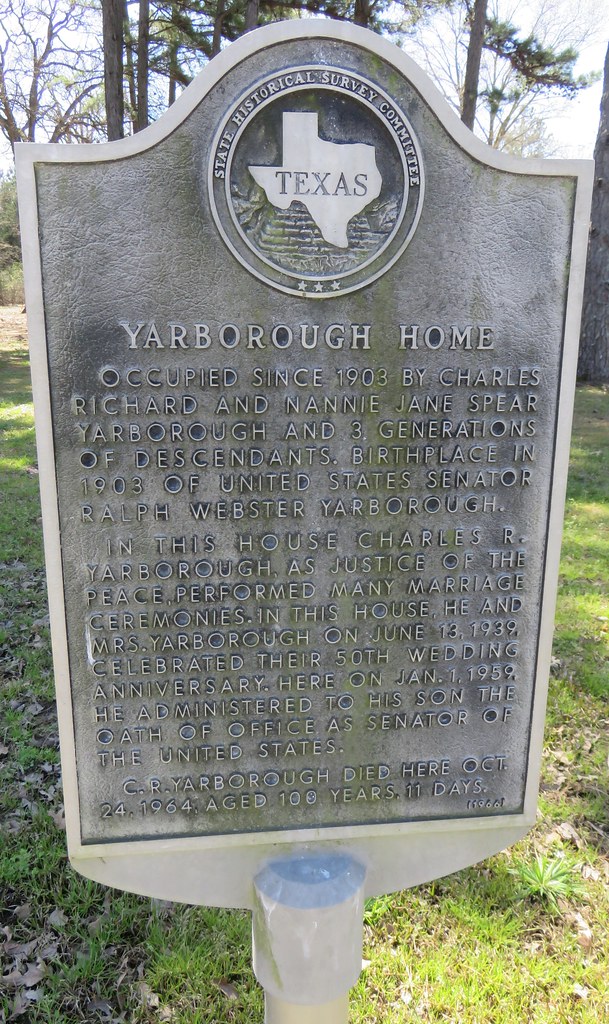 STATE HISTORICAL SURVEY COMMITTEE
TEXAS
YARBOROUGH HOME
OCCUPIED SINCE 1903 BY CHARLES
RICHARD AND NANNIE JANE SPEAR
YARBOROUGH AND 3 GENERATIONS
OF DESCENDANTS. BIRTHPLACE IN
1903 OF UNITED STATES SENATOR
RALPH WEBSTER YARBOROUGH.
IN THIS HOUSE CHARLES R.
YARBOROUGH, AS JUSTICE OF THE
PEACE, PERFORMED MANY MARRIAGE
CEREMONIES. IN THIS HOUSE, HE AND
MRS. YARBOROUGH ON JUNE 13, 1939,
CELEBRATED THEIR 50TH WEDDING
ANNIVERSARY. HERE ON JAN. 1, 1959,
HE ADMINISTERED TO HIS SON THE
OATH OF OFFICE AS SENATOR OF
THE UNITED STATES.
C. R. YARBOROUGH DIED HERE OCT.
24, 1964, AGED 100 YEARS, 11 DAYS.
(1966)